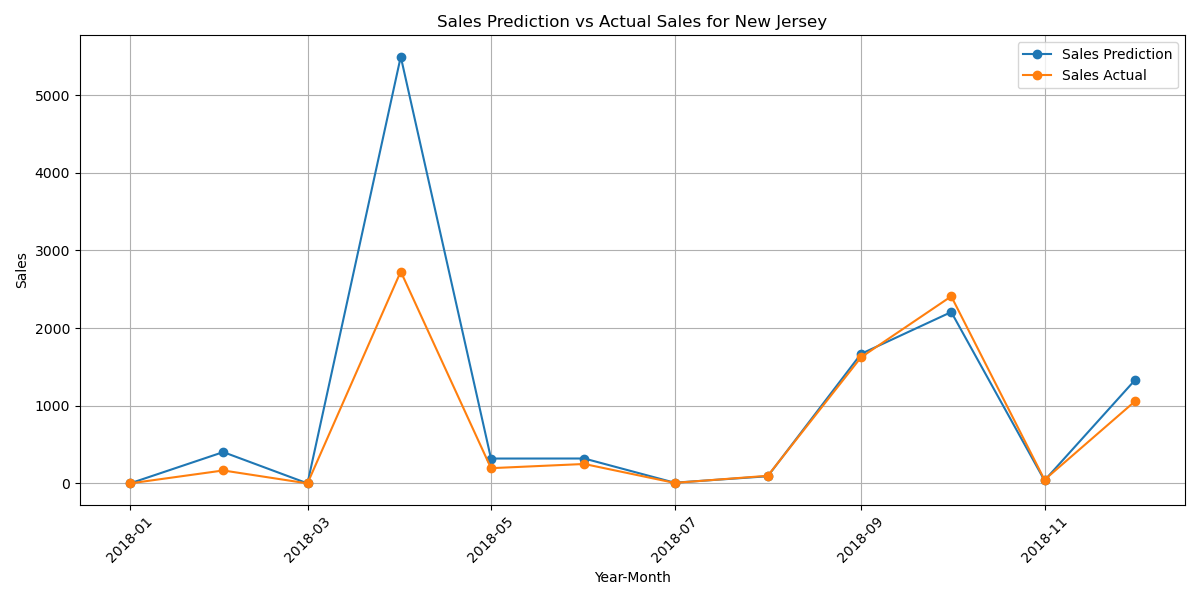 Sales Prediction vs Actual Sales for New Jersey
Sales Prediction
Sales Actual
Sales
5000
4000
3000
2000
1000
0
2018-01
2018-03
2018-05
2018-07
2018-09
2018-11
Year-Month